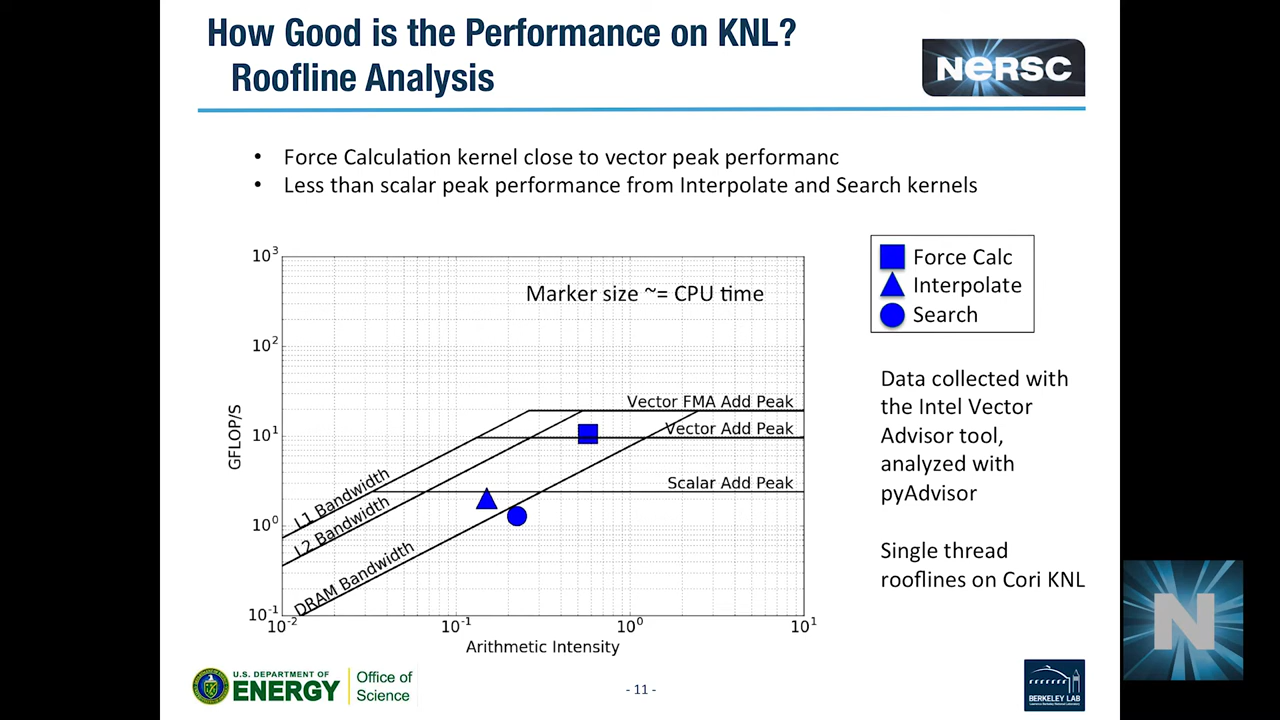 How Good is the Performance on KNL?
Roofline Analysis
NERSC
• Force Calculation kernel close to vector peak performanc
• Less than scalar peak performance from Interpolate and Search kernels
10³
10²
10¹
10⁰
10⁻¹
10⁻²
10⁻¹
10⁰
10¹
GFLOP/S
Arithmetic Intensity
Marker size ~= CPU time
Vector FMA Add Peak
Vector Add Peak
Scalar Add Peak
L1 Bandwidth
L2 Bandwidth
DRAM Bandwidth
Force Calc
Interpolate
Search
Data collected with
the Intel Vector
Advisor tool,
analyzed with
pyAdvisor
Single thread
rooflines on Cori KNL
U.S. DEPARTMENT OF
ENERGY
Office of
Science
- 11 -
BERKELEY LAB
N